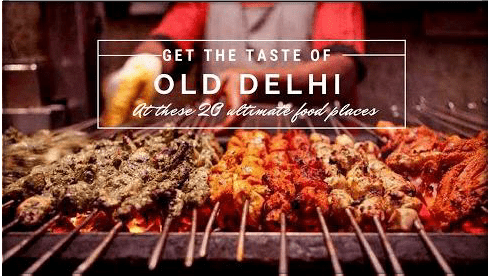 GET THE TASTE OF
OLD DELHI
At these 20 ultimate food places